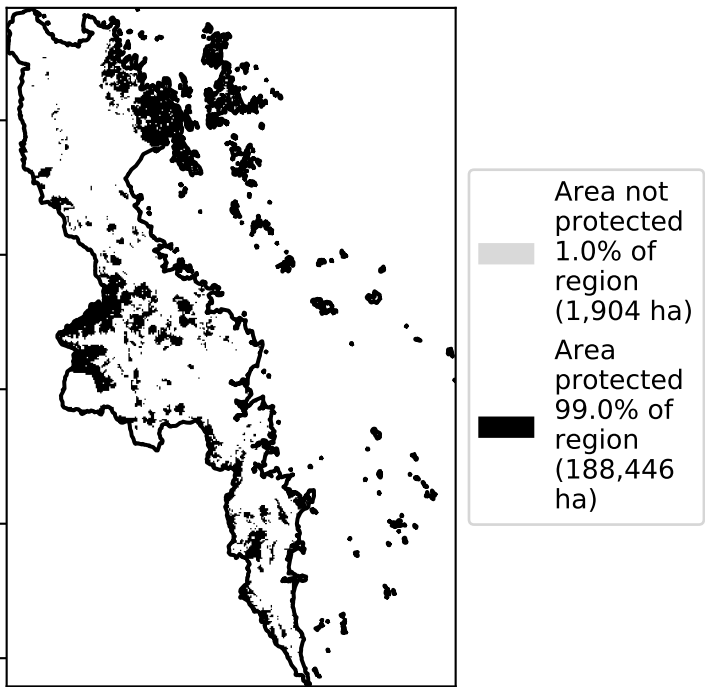 Area not
protected
1.0% of
region
(1,904 ha)
Area
protected
99.0% of
region
(188,446
ha)